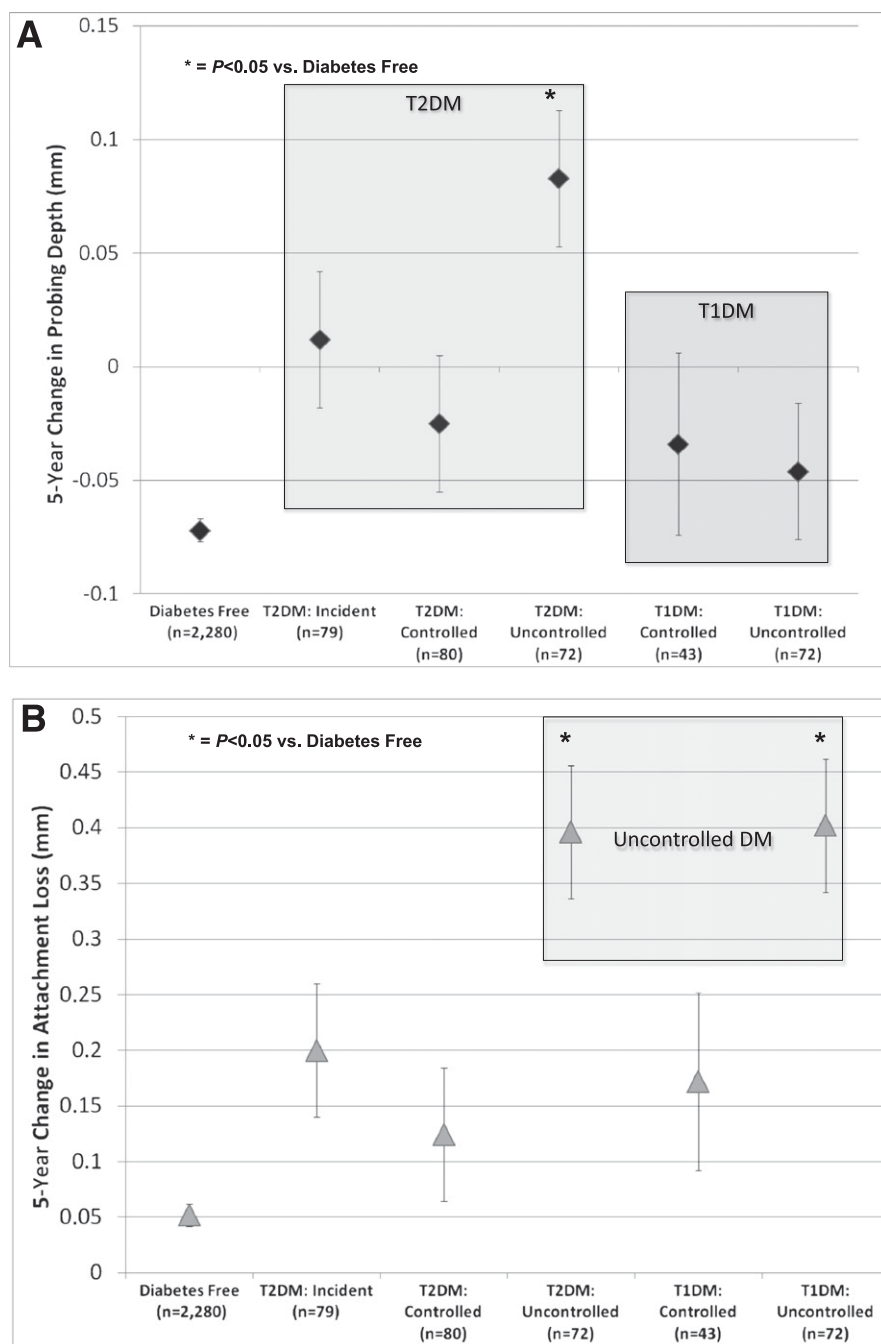 A
* = P<0.05 vs. Diabetes Free
T2DM
*
T1DM
5-Year Change in Probing Depth (mm)
0.15
0.1
0.05
0
-0.05
-0.1
Diabetes Free
(n=2,280)
T2DM: Incident
(n=79)
T2DM:
Controlled
(n=80)
T2DM:
Uncontrolled
(n=72)
T1DM:
Controlled
(n=43)
T1DM:
Uncontrolled
(n=72)
B
* = P<0.05 vs. Diabetes Free
*
*
Uncontrolled DM
5-Year Change in Attachment Loss (mm)
0.5
0.45
0.4
0.35
0.3
0.25
0.2
0.15
0.1
0.05
0
Diabetes Free
(n=2,280)
T2DM: Incident
(n=79)
T2DM:
Controlled
(n=80)
T2DM:
Uncontrolled
(n=72)
T1DM:
Controlled
(n=43)
T1DM:
Uncontrolled
(n=72)